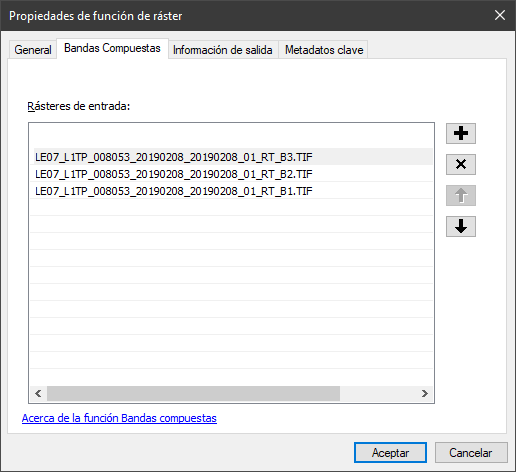 Propiedades de función de ráster
General
Bandas Compuestas
Información de salida
Metadatos clave
Rásteres de entrada:
LE07_L1TP_008053_20190208_20190208_01_RT_B3.TIF
LE07_L1TP_008053_20190208_20190208_01_RT_B2.TIF
LE07_L1TP_008053_20190208_20190208_01_RT_B1.TIF
Acerca de la función Bandas compuestas
Aceptar
Cancelar